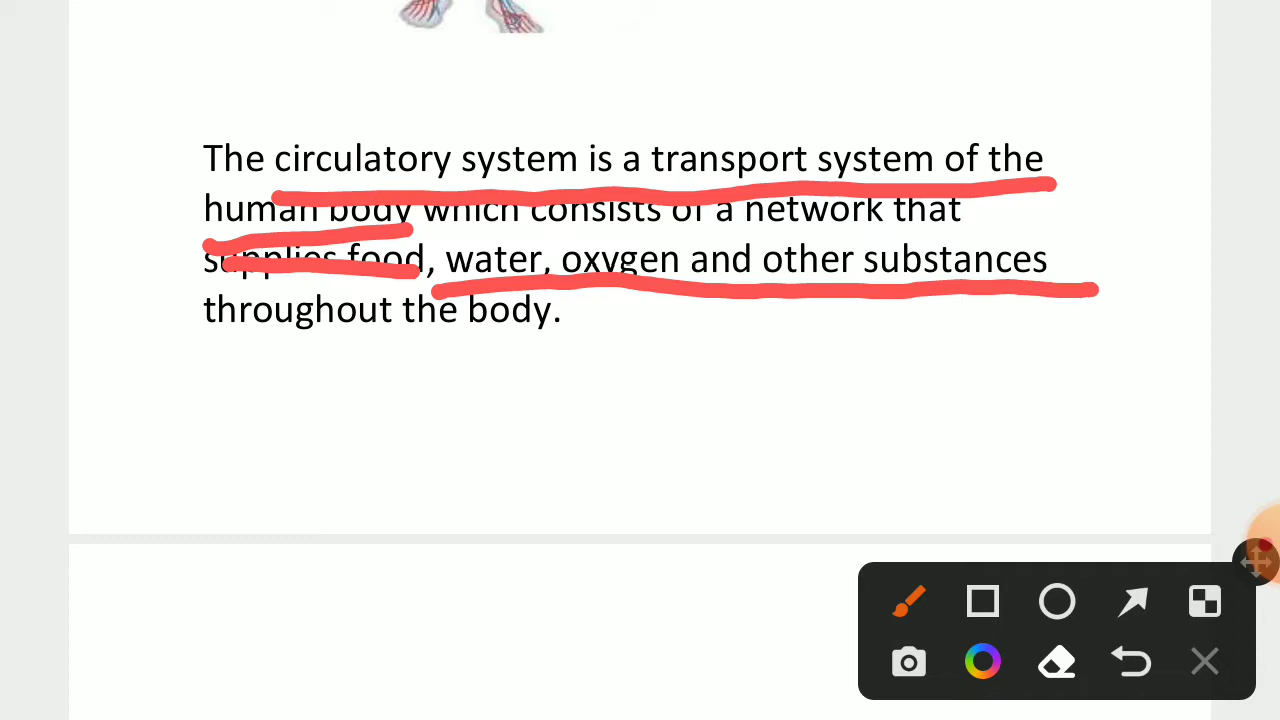 The circulatory system is a transport system of the
human body which consists of a network that
supplies food, water, oxygen and other substances
throughout the body.